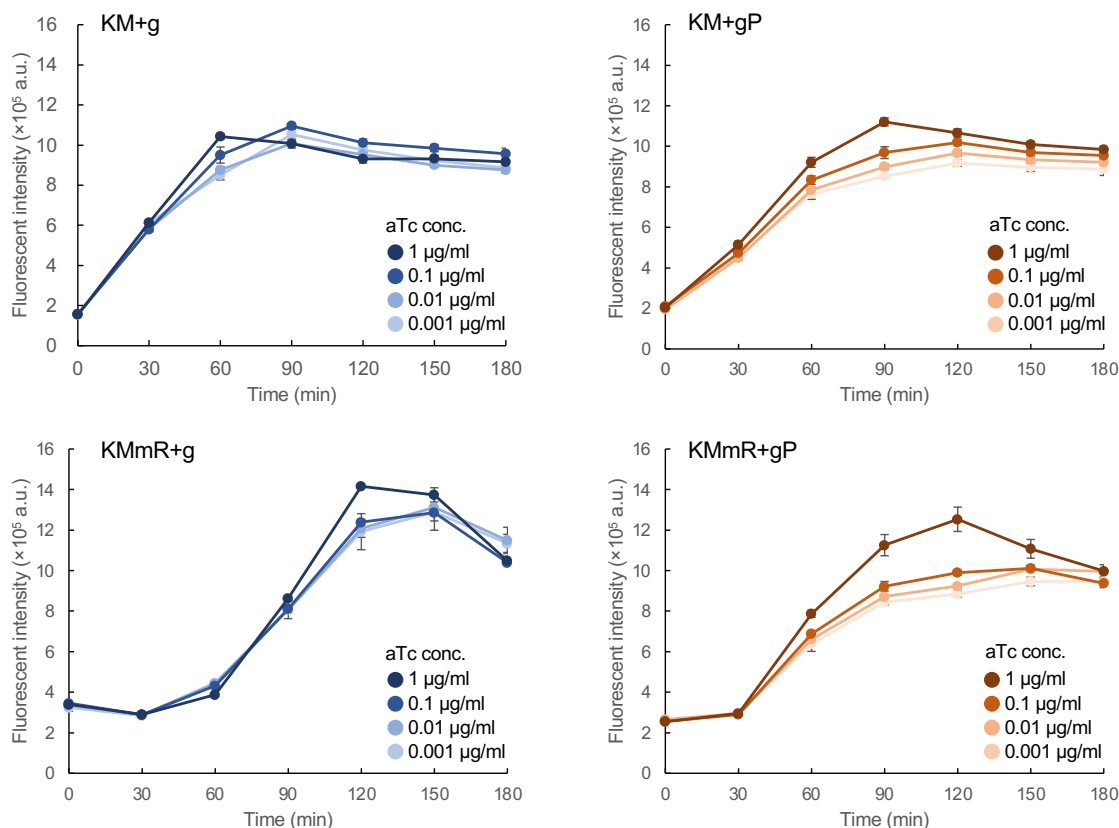 KM+g
Fluorescent intensity (×10⁵ a.u.)
16
14
12
10
8
6
4
2
0
aTc conc.
1 µg/ml
0.1 µg/ml
0.01 µg/ml
0.001 µg/ml
0 30 60 90 120 150 180
Time (min)
KM+gP
Fluorescent intensity (×10⁵ a.u.)
16
14
12
10
8
6
4
2
0
aTc conc.
1 µg/ml
0.1 µg/ml
0.01 µg/ml
0.001 µg/ml
0 30 60 90 120 150 180
Time (min)
KMmR+g
Fluorescent intensity (×10⁵ a.u.)
16
14
12
10
8
6
4
2
0
aTc conc.
1 µg/ml
0.1 µg/ml
0.01 µg/ml
0.001 µg/ml
0 30 60 90 120 150 180
Time (min)
KMmR+gP
Fluorescent intensity (×10⁵ a.u.)
16
14
12
10
8
6
4
2
0
aTc conc.
1 µg/ml
0.1 µg/ml
0.01 µg/ml
0.001 µg/ml
0 30 60 90 120 150 180
Time (min)